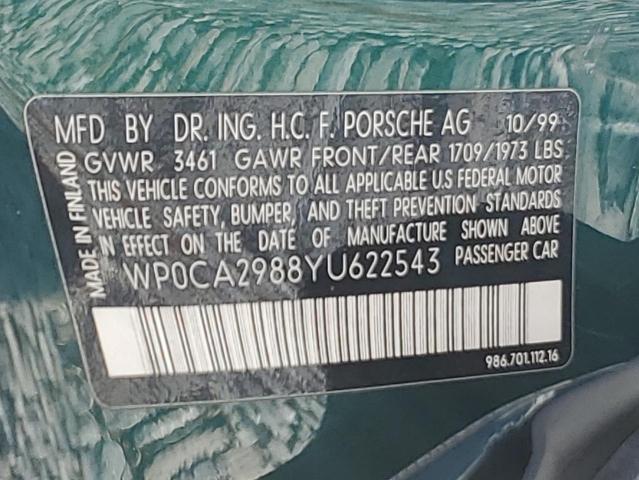 MFD BY DR. ING. H.C. F. PORSCHE AG 10/99
GVWR 3461 GAWR FRONT/REAR 1709/1973 LBS
THIS VEHICLE CONFORMS TO ALL APPLICABLE U.S FEDERAL MOTOR
VEHICLE SAFETY, BUMPER, AND THEFT PREVENTION STANDARDS
IN EFFECT ON THE DATE OF MANUFACTURE SHOWN ABOVE
WP0CA2988YU622543 PASSENGER CAR
986.701.112.16
MADE IN FINLAND